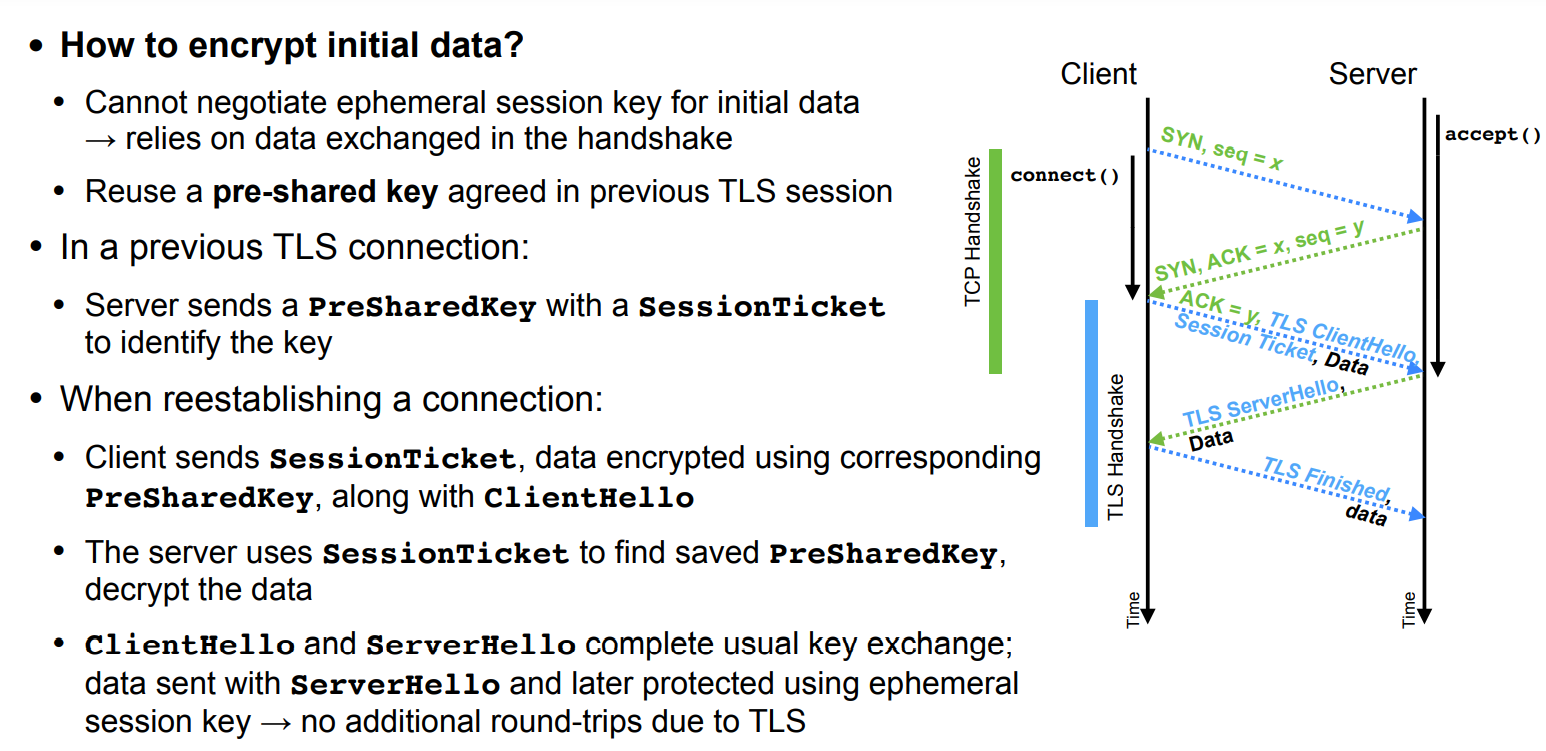 • How to encrypt initial data?
• Cannot negotiate ephemeral session key for initial data
→ relies on data exchanged in the handshake
• Reuse a pre-shared key agreed in previous TLS session
• In a previous TLS connection:
• Server sends a PreSharedKey with a SessionTicket
to identify the key
• When reestablishing a connection:
• Client sends SessionTicket, data encrypted using corresponding
PreSharedKey, along with ClientHello
• The server uses SessionTicket to find saved PreSharedKey,
decrypt the data
• ClientHello and ServerHello complete usual key exchange;
data sent with ServerHello and later protected using ephemeral
session key → no additional round-trips due to TLS
Client
Server
accept()
connect()
TCP Handshake
SYN, seq = x
SYN, ACK = x, seq = y
ACK = y, TLS ClientHello,
Session Ticket, Data
TLS ServerHello,
Data
TLS Finished,
data
TLS Handshake
Time
Time